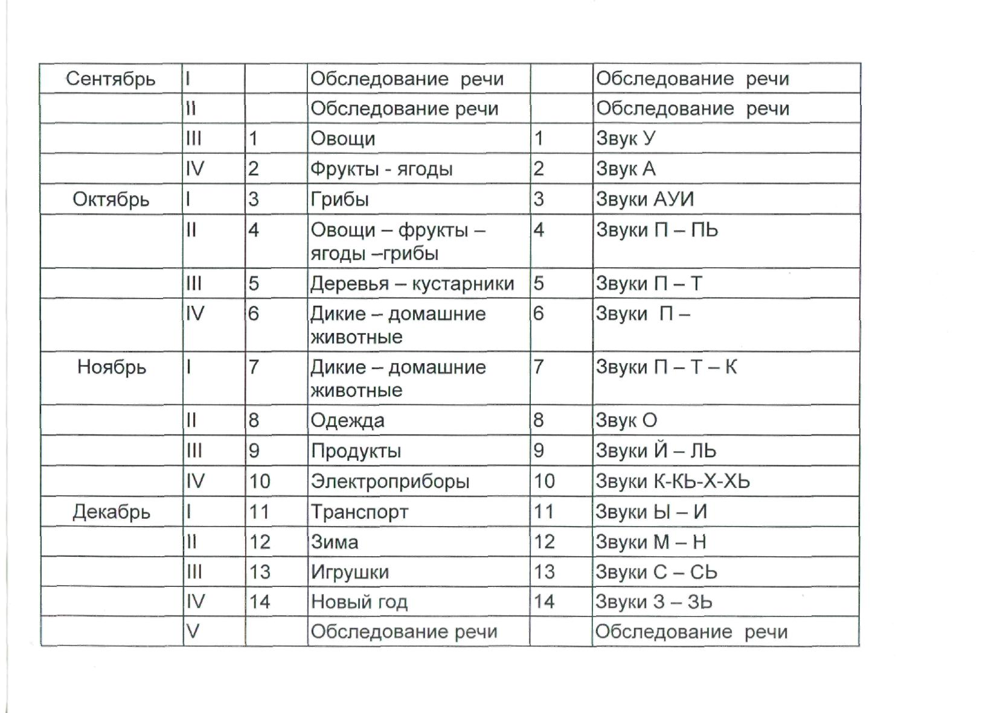 Сентябрь I Обследование речи Обследование речи
II Обследование речи Обследование речи
III 1 Овощи 1 Звук У
IV 2 Фрукты - ягоды 2 Звук А
Октябрь I 3 Грибы 3 Звуки АУИ
II 4 Овощи – фрукты – 4 Звуки П – ПЬ
ягоды –грибы
III 5 Деревья – кустарники 5 Звуки П – Т
IV 6 Дикие – домашние 6 Звуки П –
животные
Ноябрь I 7 Дикие – домашние 7 Звуки П – Т – К
животные
II 8 Одежда 8 Звук О
III 9 Продукты 9 Звуки Й – ЛЬ
IV 10 Электроприборы 10 Звуки К-КЬ-Х-ХЬ
Декабрь I 11 Транспорт 11 Звуки Ы – И
II 12 Зима 12 Звуки М – Н
III 13 Игрушки 13 Звуки С – СЬ
IV 14 Новый год 14 Звуки З – ЗЬ
V Обследование речи Обследование речи